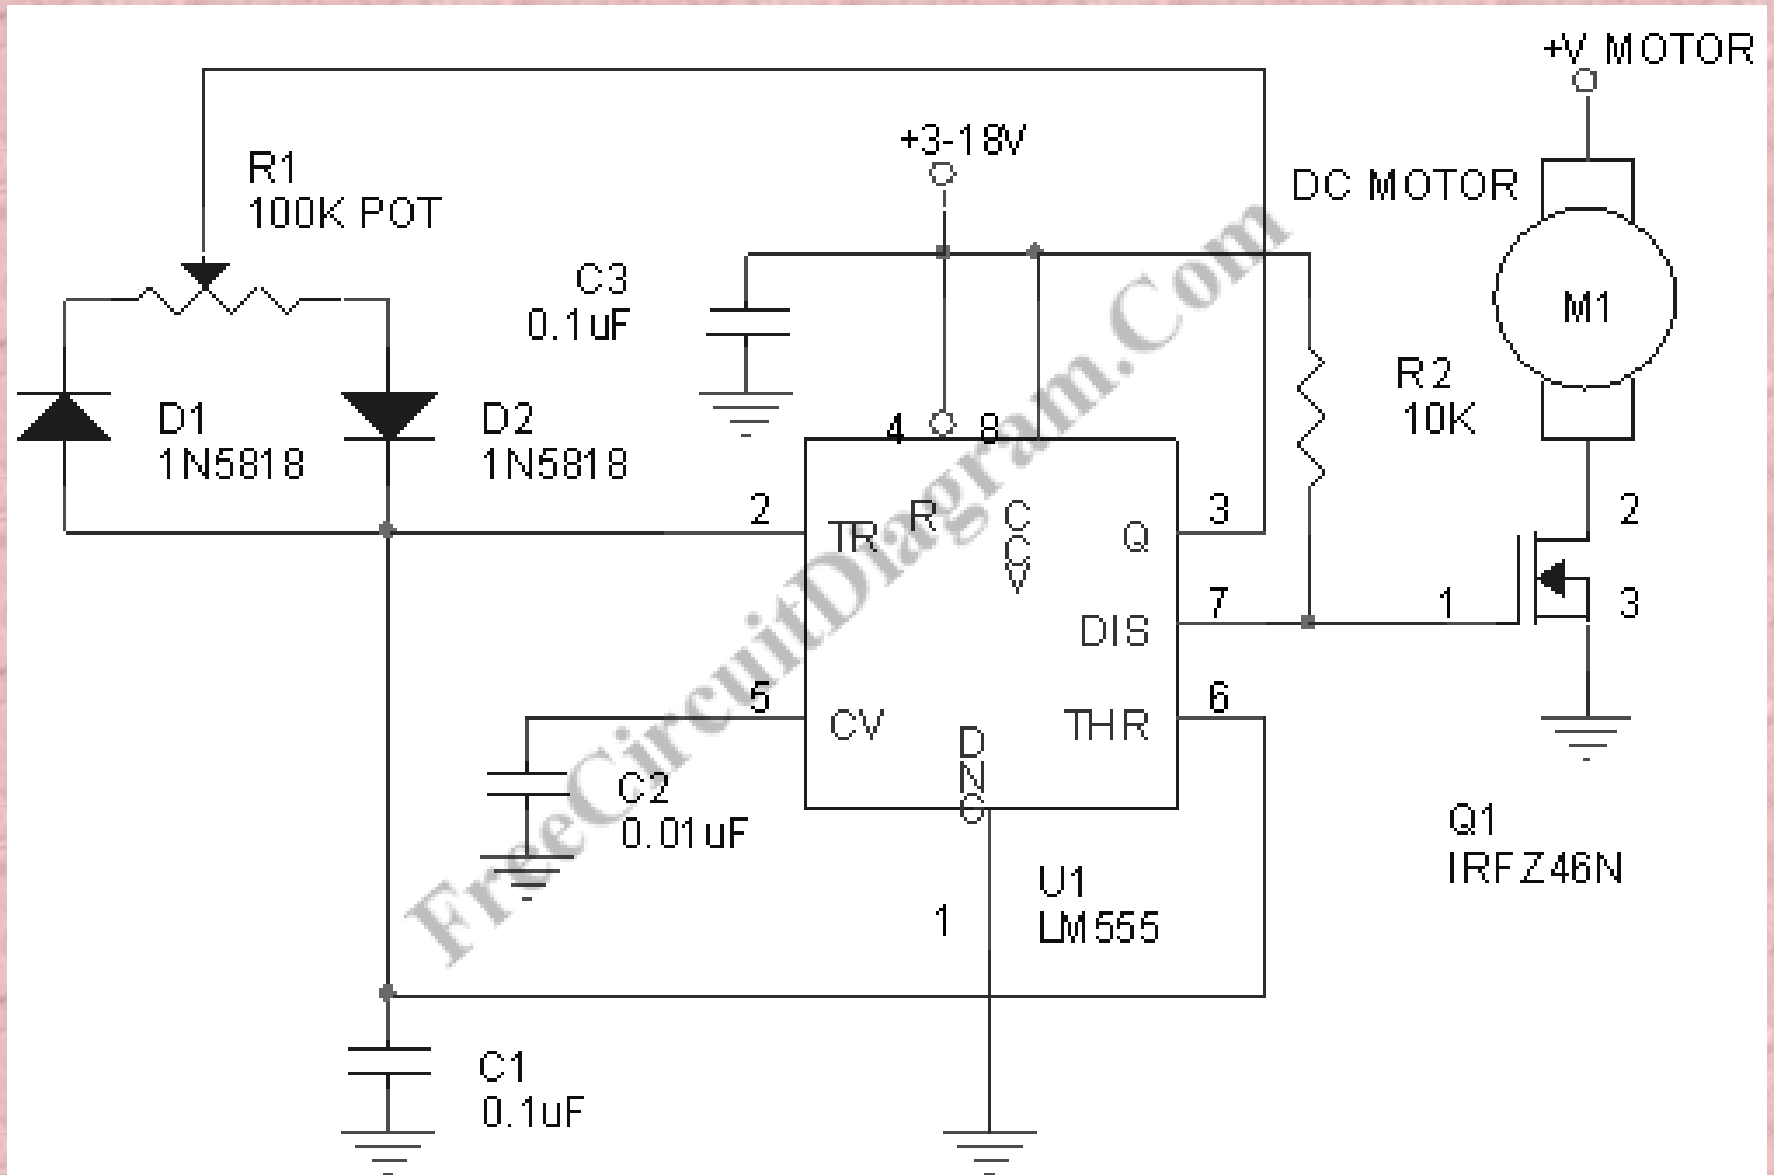 +V MOTOR
+3-18V
R1
100K POT
DC MOTOR
C3
0.1uF
M1
R2
10K
D1
1N5818
D2
1N5818
4
8
2
TR
R
CCV
Q
3
2
DIS
7
1
3
5
CV
THR
6
DNG
C2
0.01uF
Q1
IRFZ46N
U1
LM555
1
C1
0.1uF
FreeCircuitDiagram.Com